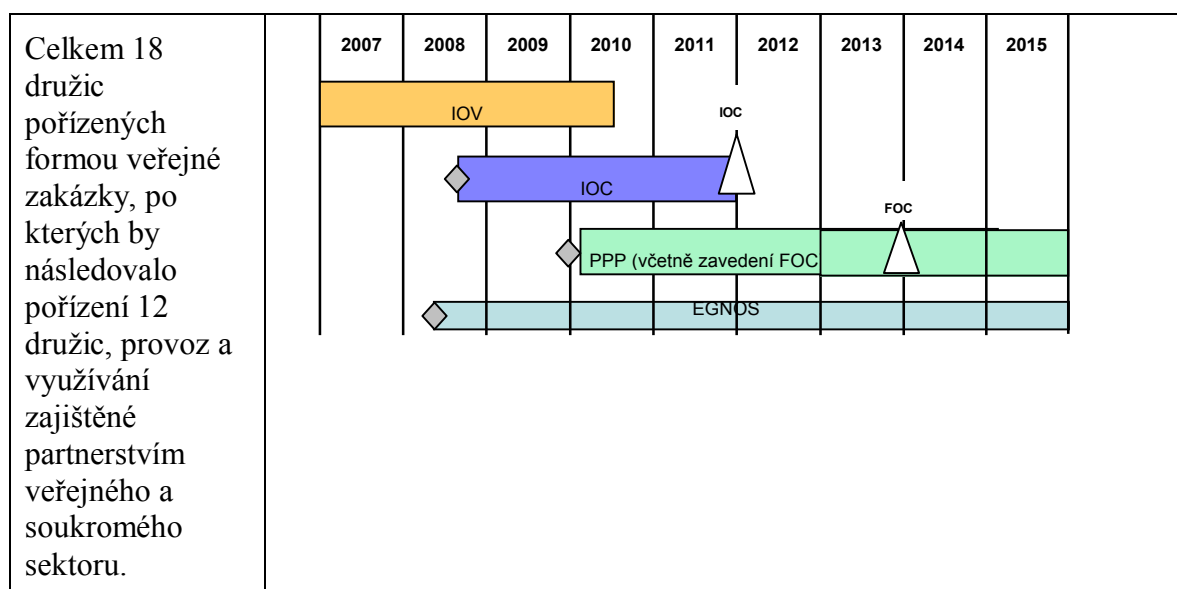 Celkem 18
družic
pořízených
formou veřejné
zakázky, po
kterých by
následovalo
pořízení 12
družic, provoz a
využívání
zajištěné
partnerstvím
veřejného a
soukromého
sektoru.
2007 2008 2009 2010 2011 2012 2013 2014 2015
IOV
IOC
IOC
FOC
PPP (včetně zavedení FOC
EGNOS